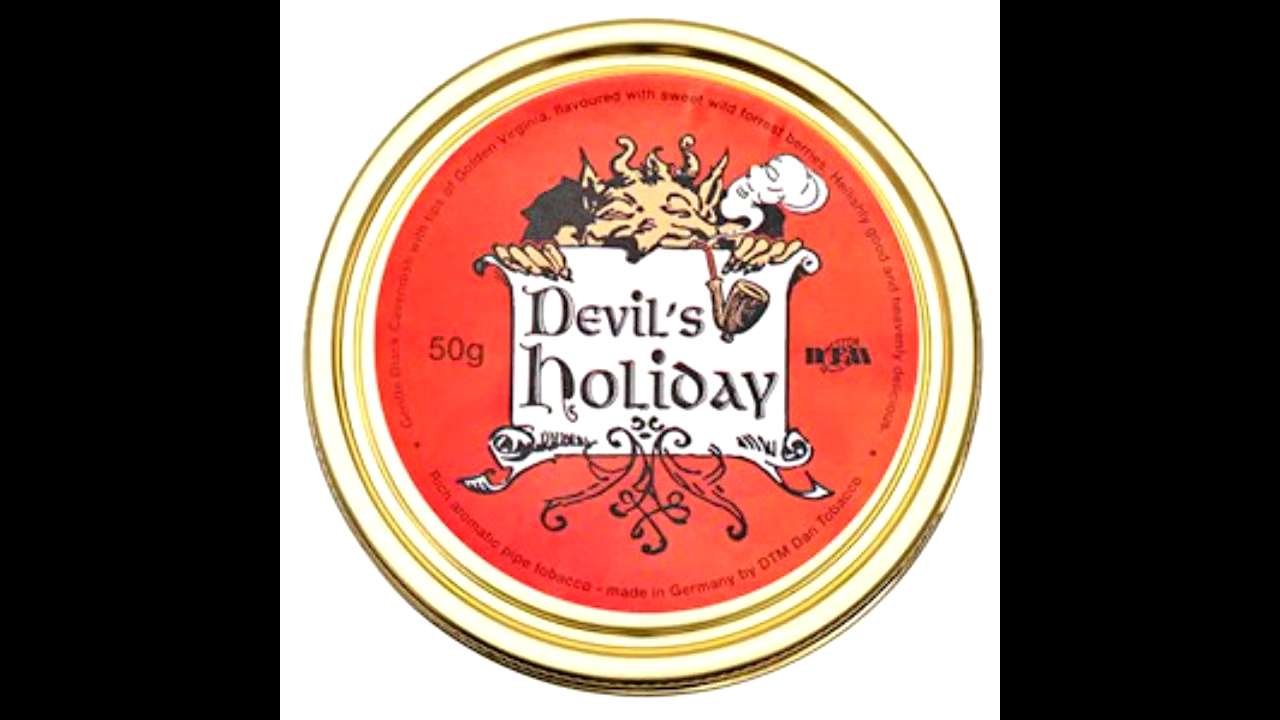 Gentle Black Cavendish with tips of Golden Virginia, flavoured with sweet wild forrest berries. Hellishly good and heavenly delicious.
50g
Devil's
Holiday
DTM
Rich aromatic pipe tobacco - made in Germany by DTM Dan Tobacco